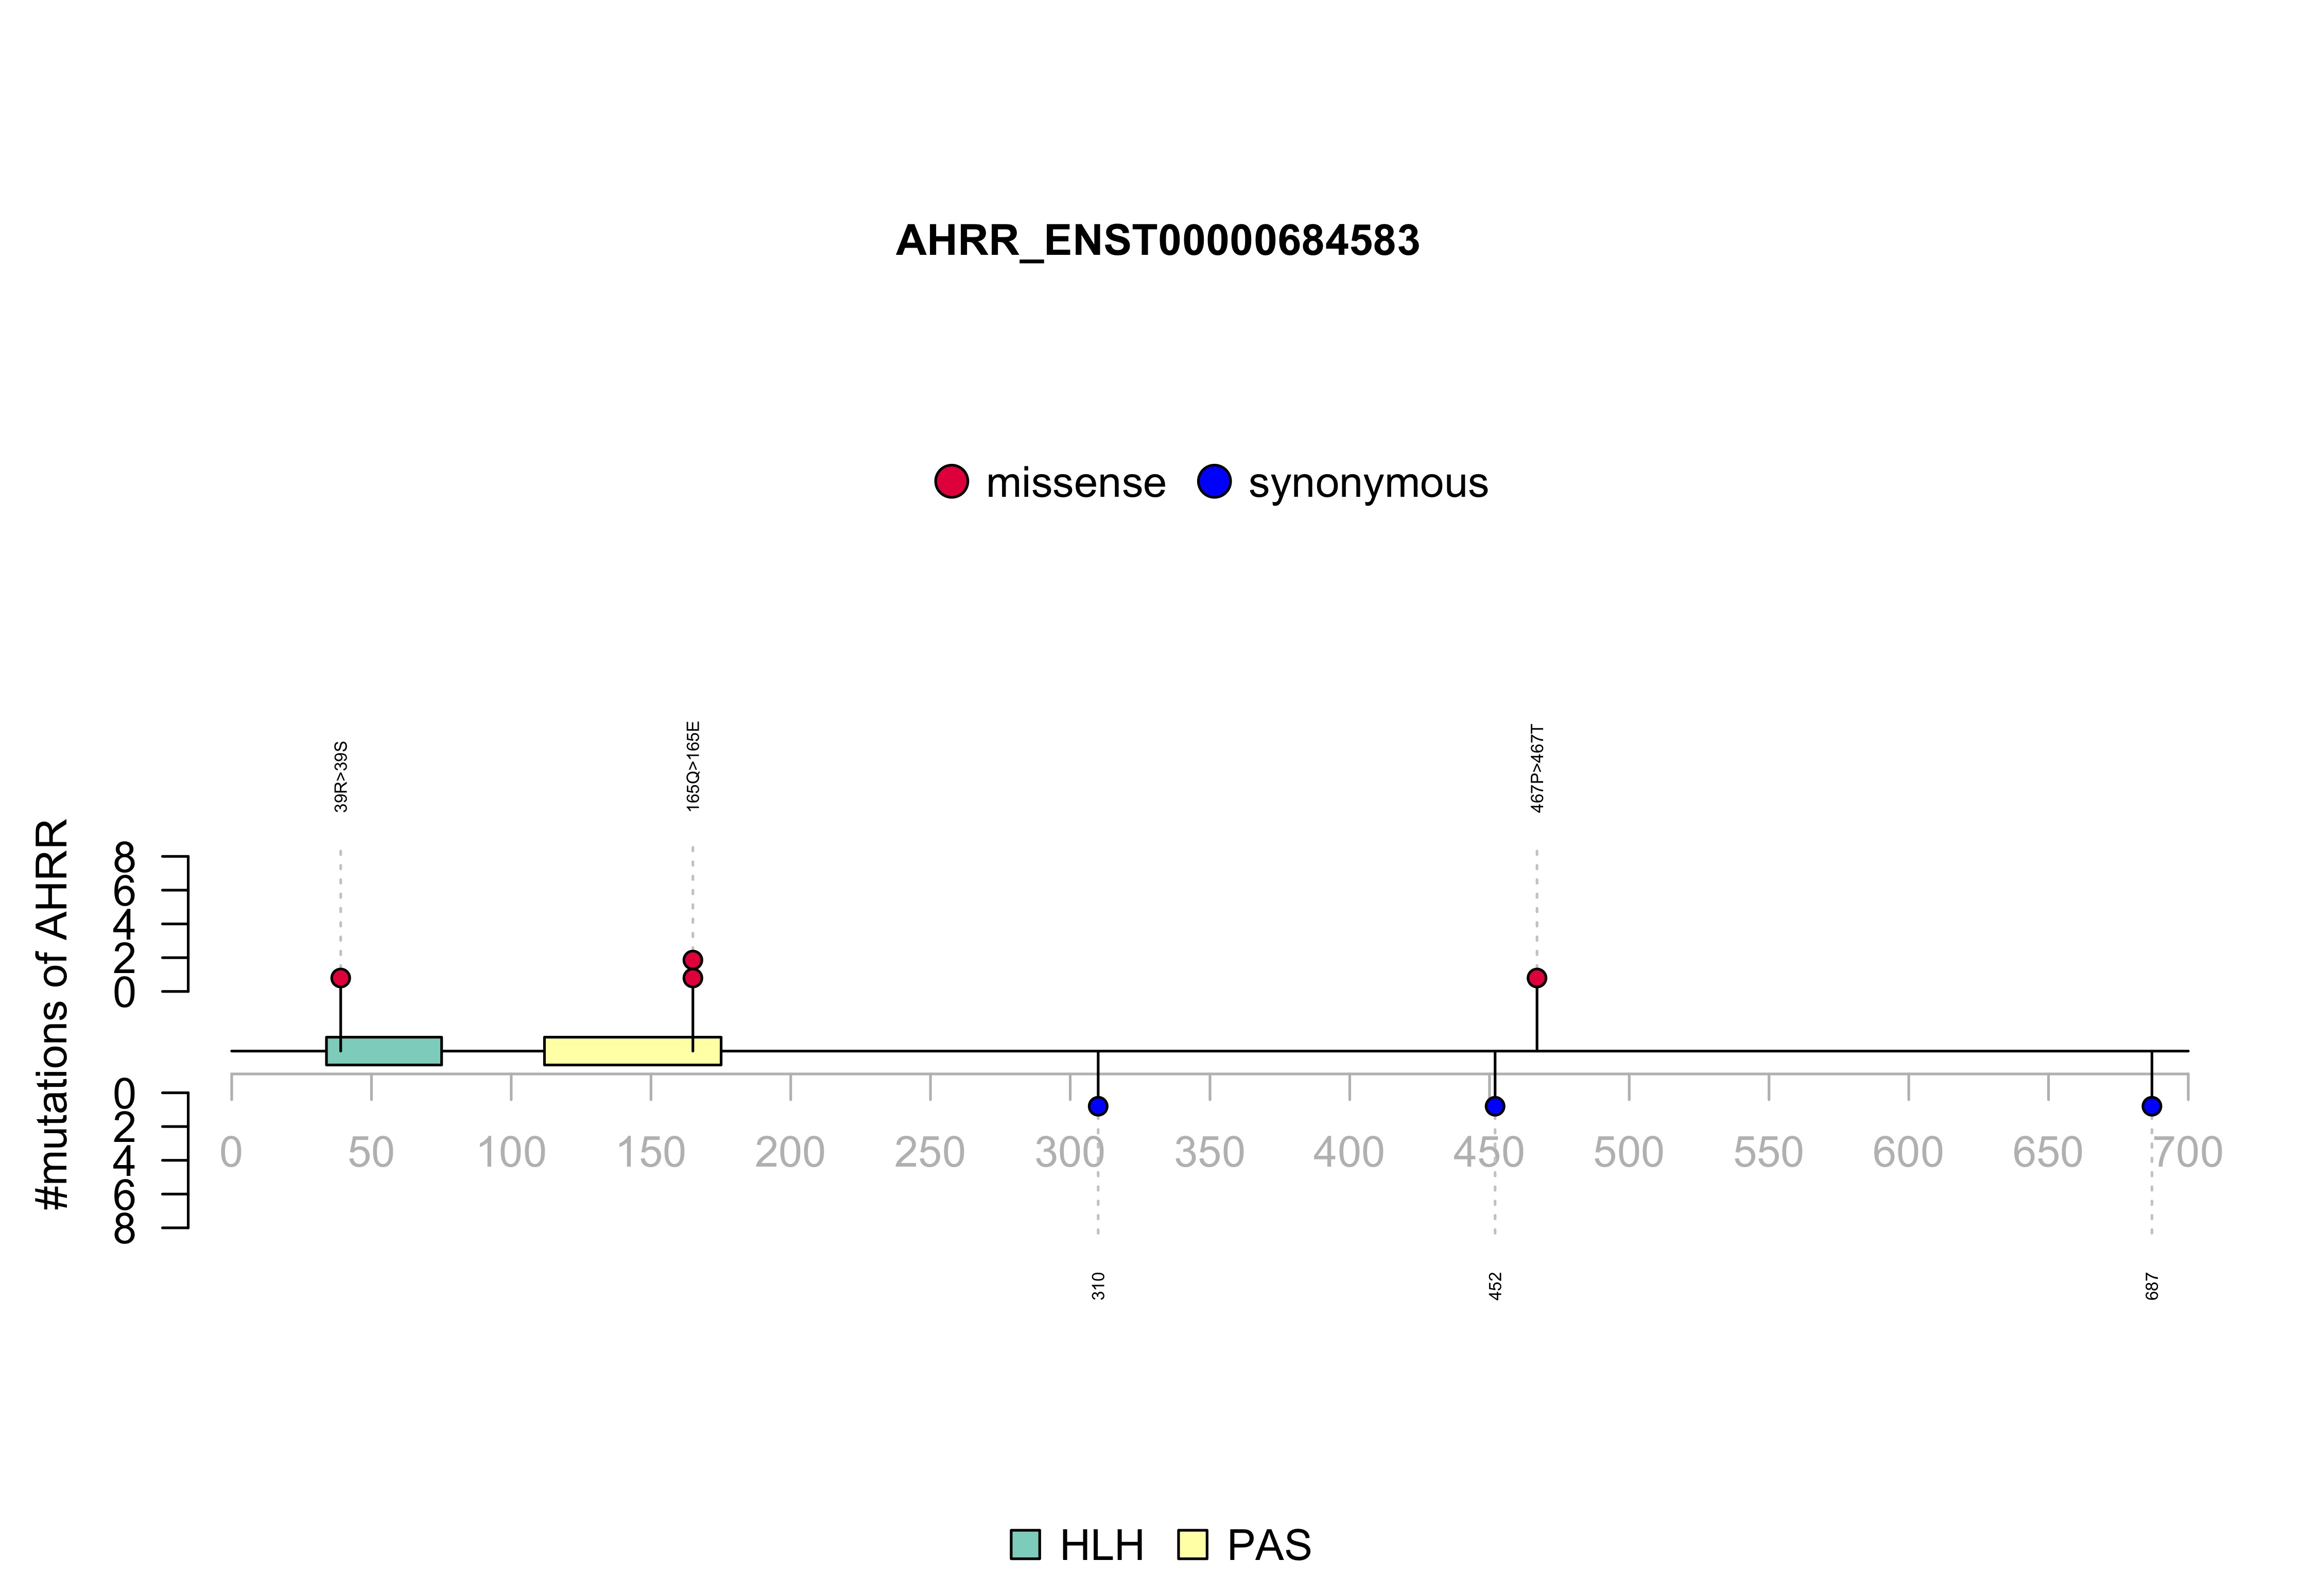 AHRR_ENST00000684583
missense synonymous
39R>39S 165Q>165E 467P>467T
#mutations of AHRR
8
6
4
2
0
0
2
4
6
8
0 50 100 150 200 250 300 350 400 450 500 550 600 650 700
310 452 687
HLH PAS